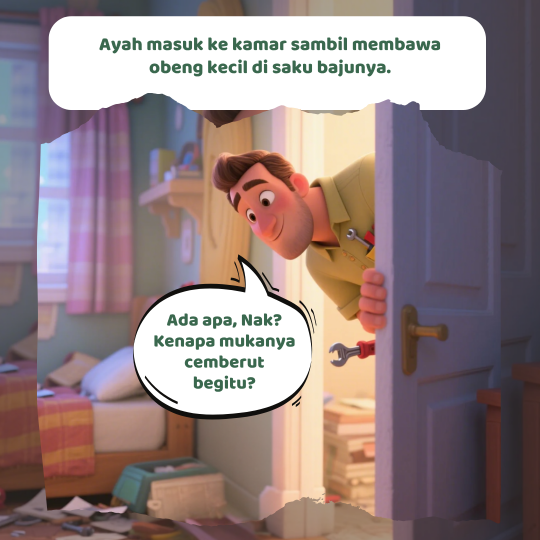 Ayah masuk ke kamar sambil membawa
obeng kecil di saku bajunya.
Ada apa, Nak?
Kenapa mukanya
cemberut
begitu?